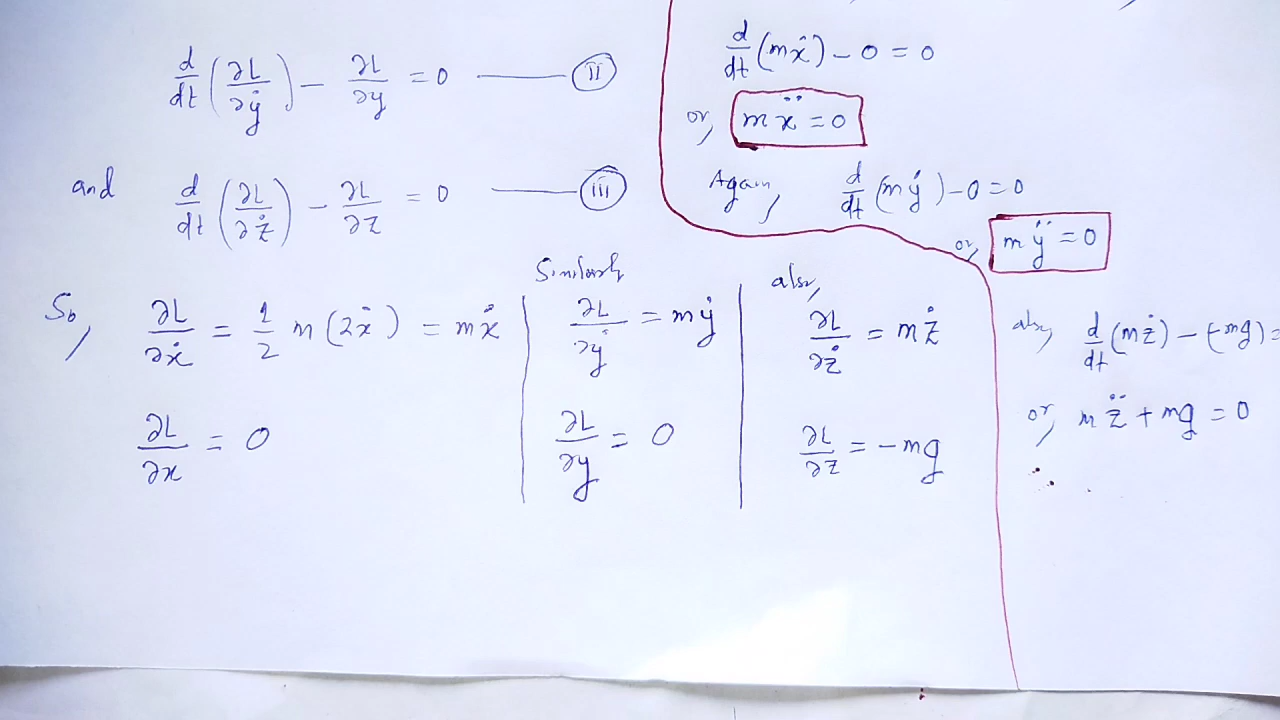 d/dt (∂L/∂ẏ) − ∂L/∂y = 0 —— (ii)
and d/dt (∂L/∂ż) − ∂L/∂z = 0 —— (iii)
So, ∂L/∂ẋ = 1/2 m (2ẋ) = mẋ
∂L/∂x = 0
Similarly
∂L/∂ẏ = mẏ
∂L/∂y = 0
also,
∂L/∂ż = mż
∂L/∂z = −mg
d/dt (mẋ) − 0 = 0
or, mẍ = 0
Again, d/dt (mẏ) − 0 = 0
or, mÿ = 0
also, d/dt (mż) − (−mg) =
or, mz̈ + mg = 0